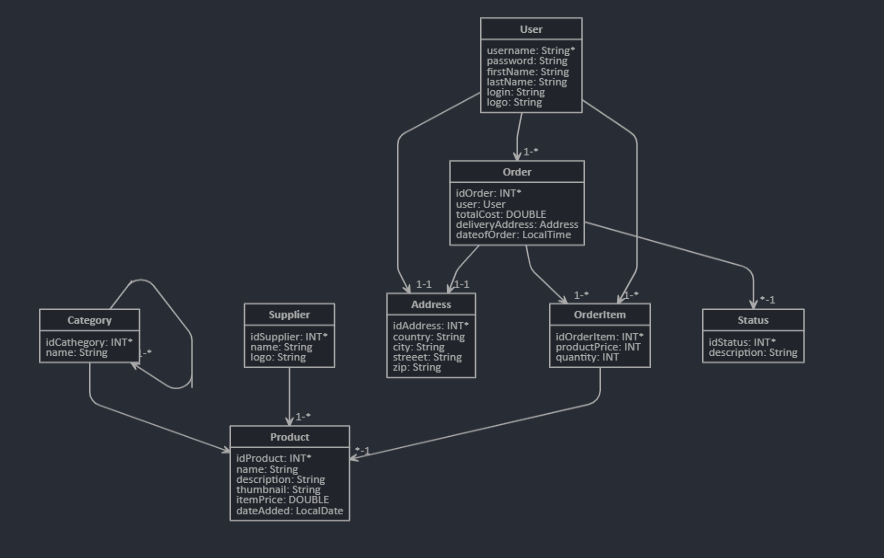 User
username: String*
password: String
firstName: String
lastName: String
login: String
logo: String
1-*
Order
idOrder: INT*
user: User
totalCost: DOUBLE
deliveryAddress: Address
dateofOrder: LocalTime
1-1
1-1
1-*
1-*
*-1
Category
idCathegory: INT*
name: String
1-*
Supplier
idSupplier: INT*
name: String
logo: String
Address
idAddress: INT*
country: String
city: String
streeet: String
zip: String
OrderItem
idOrderItem: INT*
productPrice: INT
quantity: INT
Status
idStatus: INT*
description: String
1-*
*-1
Product
idProduct: INT*
name: String
description: String
thumbnail: String
itemPrice: DOUBLE
dateAdded: LocalDate